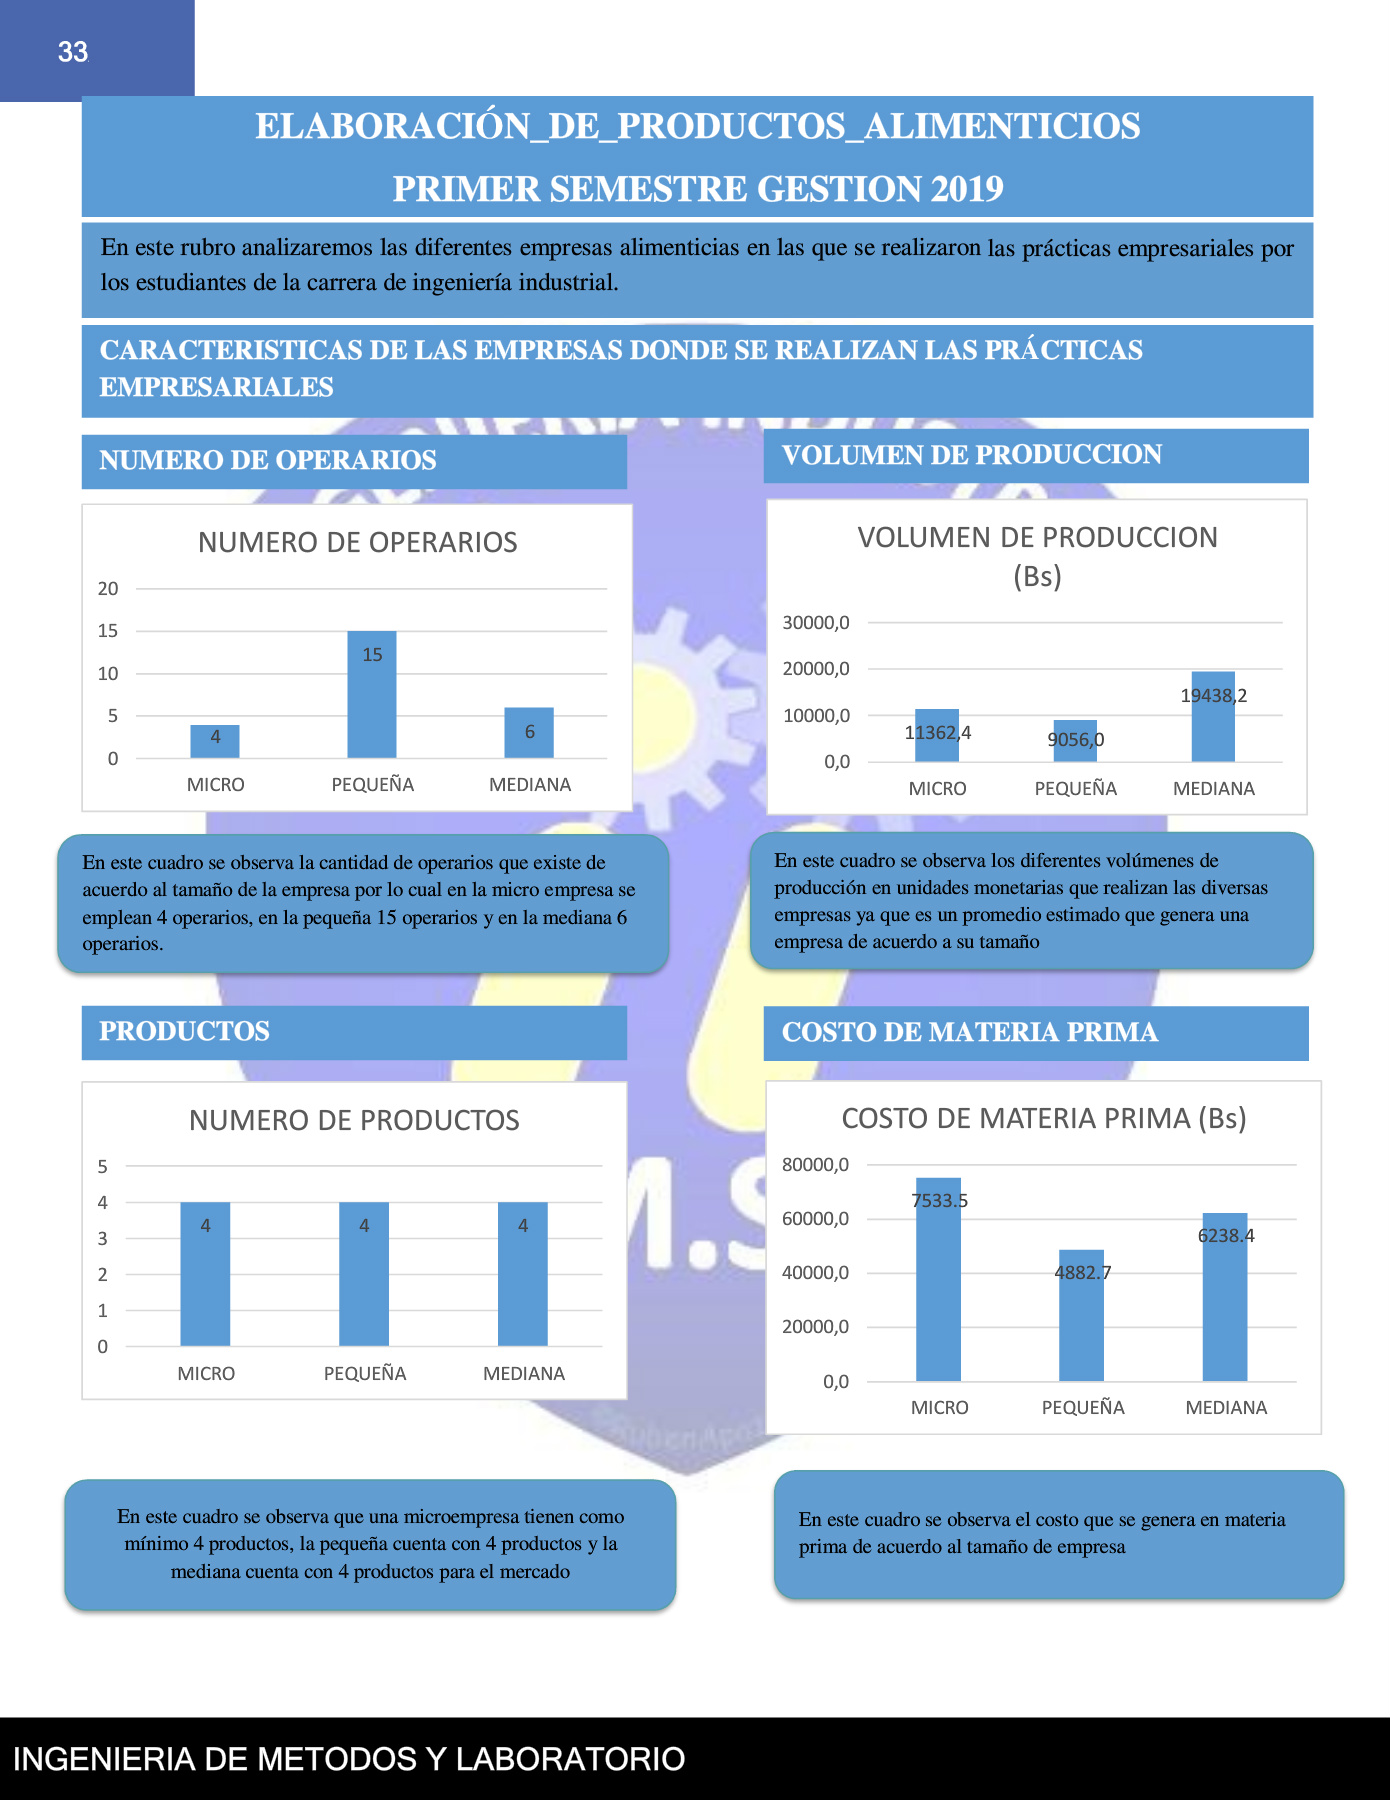 33
ELABORACIÓN_DE_PRODUCTOS_ALIMENTICIOS
PRIMER SEMESTRE GESTION 2019
En este rubro analizaremos las diferentes empresas alimenticias en las que se realizaron las prácticas empresariales por
los estudiantes de la carrera de ingeniería industrial.
CARACTERISTICAS DE LAS EMPRESAS DONDE SE REALIZAN LAS PRÁCTICAS
EMPRESARIALES
NUMERO DE OPERARIOS
NUMERO DE OPERARIOS
20
15
10
5
0
15
4
6
MICRO PEQUEÑA MEDIANA
En este cuadro se observa la cantidad de operarios que existe de
acuerdo al tamaño de la empresa por lo cual en la micro empresa se
emplean 4 operarios, en la pequeña 15 operarios y en la mediana 6
operarios.
VOLUMEN DE PRODUCCION
VOLUMEN DE PRODUCCION
(Bs)
30000,0
20000,0
10000,0
0,0
11362,4
9056,0
19438,2
MICRO PEQUEÑA MEDIANA
En este cuadro se observa los diferentes volúmenes de
producción en unidades monetarias que realizan las diversas
empresas ya que es un promedio estimado que genera una
empresa de acuerdo a su tamaño
PRODUCTOS
NUMERO DE PRODUCTOS
5
4
3
2
1
0
4 4 4
MICRO PEQUEÑA MEDIANA
En este cuadro se observa que una microempresa tienen como
mínimo 4 productos, la pequeña cuenta con 4 productos y la
mediana cuenta con 4 productos para el mercado
COSTO DE MATERIA PRIMA
COSTO DE MATERIA PRIMA (Bs)
80000,0
60000,0
40000,0
20000,0
0,0
7533.5
4882.7
6238.4
MICRO PEQUEÑA MEDIANA
En este cuadro se observa el costo que se genera en materia
prima de acuerdo al tamaño de empresa
INGENIERIA DE METODOS Y LABORATORIO